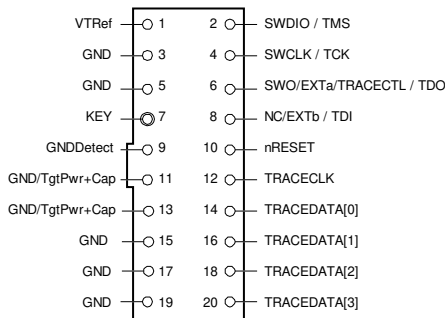 VTRef 1 2 SWDIO / TMS
GND 3 4 SWCLK / TCK
GND 5 6 SWO/EXTa/TRACECTL / TDO
KEY 7 8 NC/EXTb / TDI
GNDDetect 9 10 nRESET
GND/TgtPwr+Cap 11 12 TRACECLK
GND/TgtPwr+Cap 13 14 TRACEDATA[0]
GND 15 16 TRACEDATA[1]
GND 17 18 TRACEDATA[2]
GND 19 20 TRACEDATA[3]